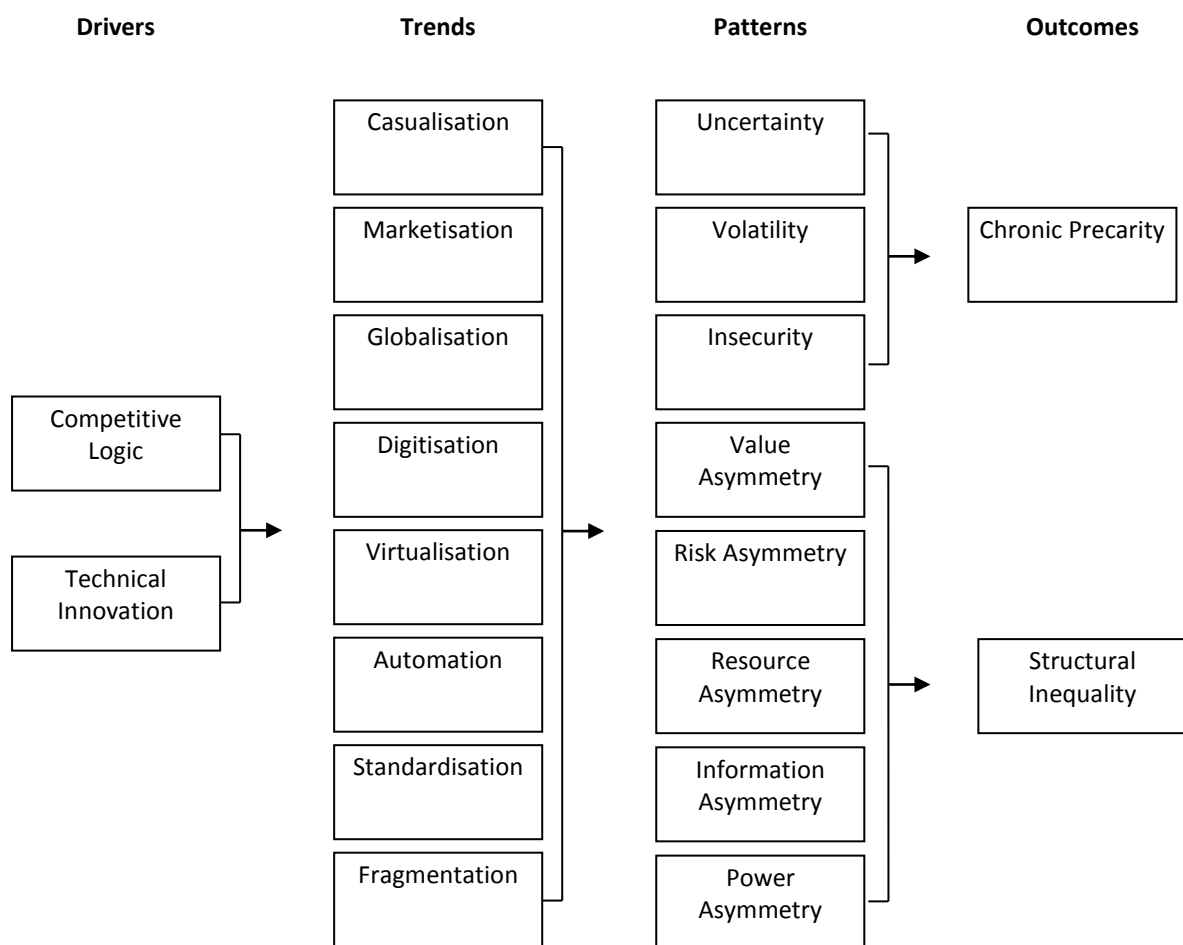 Drivers
Trends
Patterns
Outcomes
Casualisation
Marketisation
Globalisation
Digitisation
Virtualisation
Automation
Standardisation
Fragmentation
Competitive
Logic
Technical
Innovation
Uncertainty
Volatility
Insecurity
Value
Asymmetry
Risk Asymmetry
Resource
Asymmetry
Information
Asymmetry
Power
Asymmetry
Chronic Precarity
Structural
Inequality